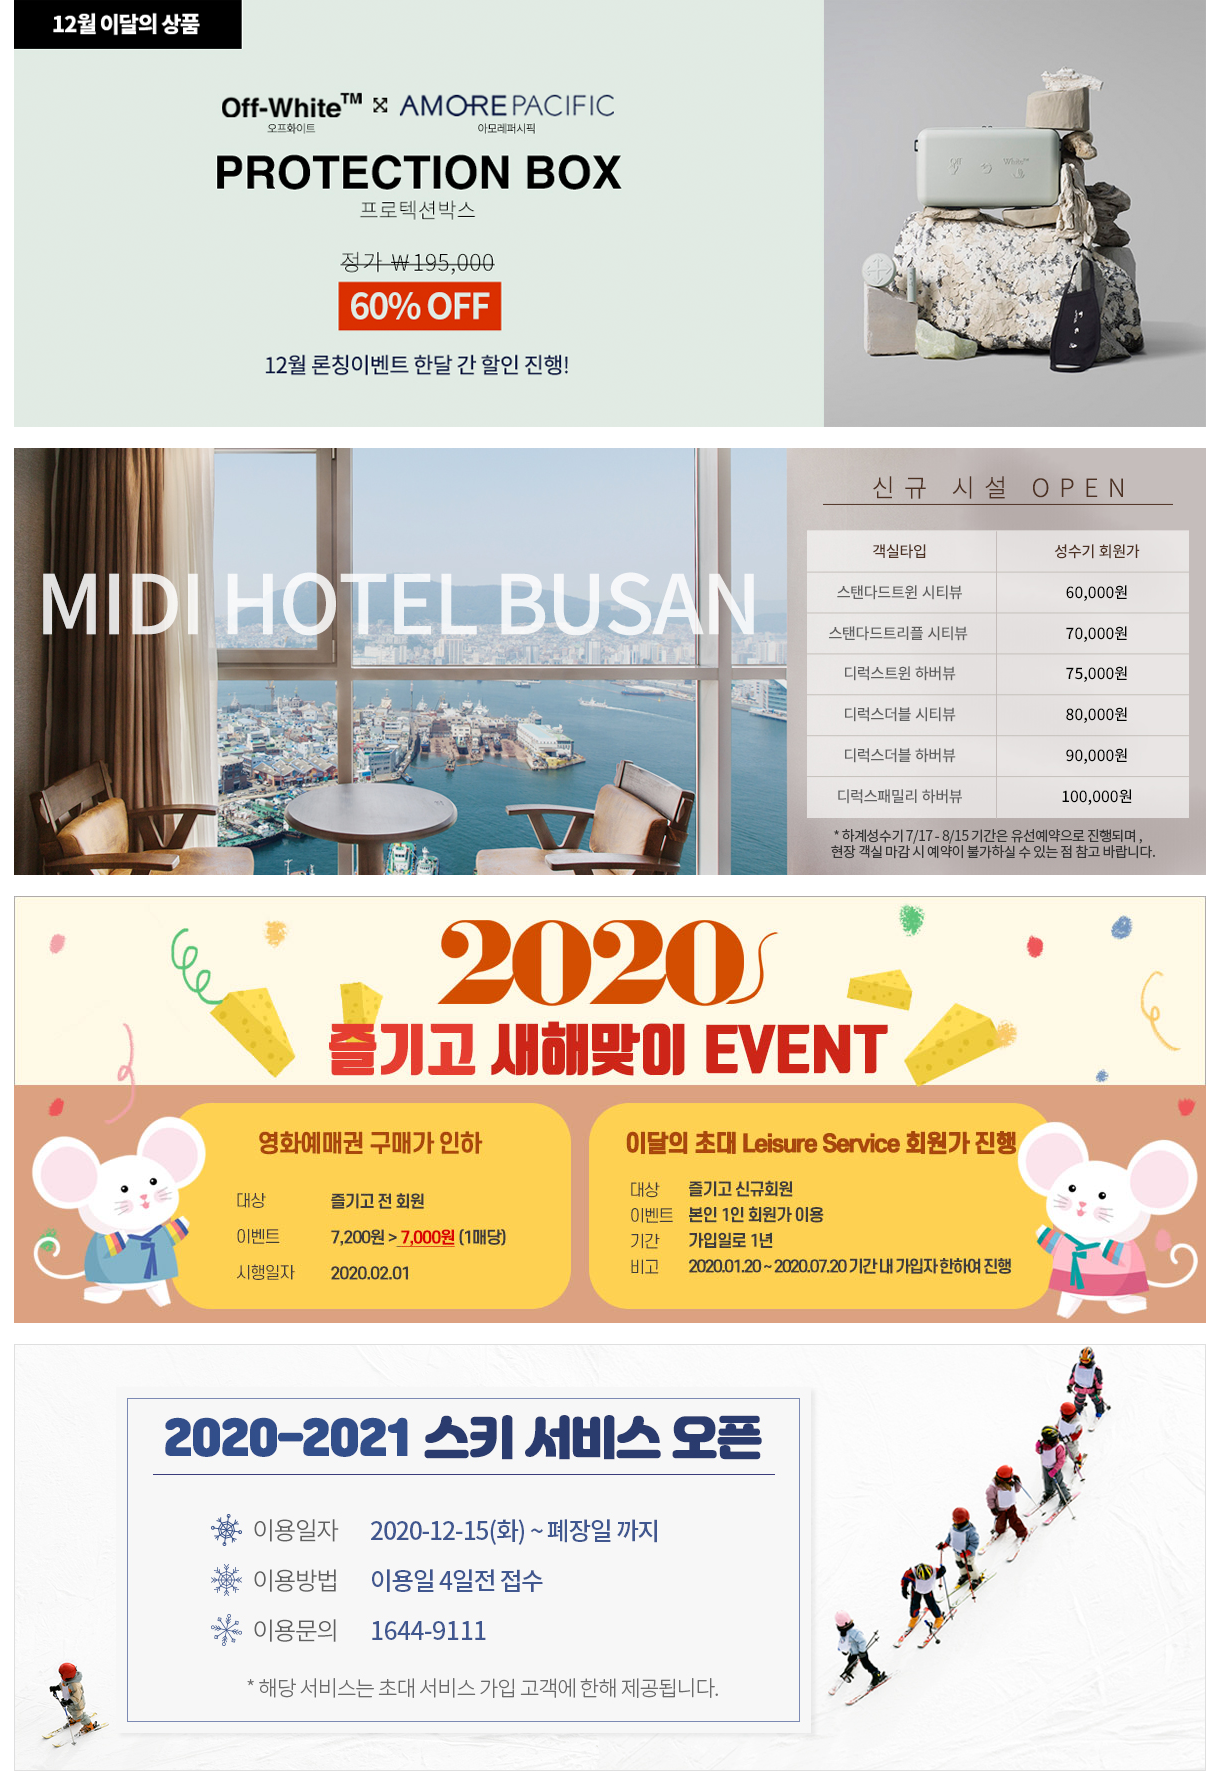 12월 이달의 상품
Off-White™ AMOREPACIFIC
오프화이트 아모레퍼시픽
PROTECTION BOX
프로텍션박스
정가 ₩195,000
60% OFF
12월 론칭이벤트 한달 간 할인 진행!
White™
MIDI HOTEL BUSAN
신규 시설 OPEN
객실타입 성수기 회원가
스탠다드트윈 시티뷰 60,000원
스탠다드트리플 시티뷰 70,000원
디럭스트윈 하버뷰 75,000원
디럭스더블 시티뷰 80,000원
디럭스더블 하버뷰 90,000원
디럭스패밀리 하버뷰 100,000원
* 하계성수기 7/17 - 8/15 기간은 유선예약으로 진행되며,
현장 객실 마감 시 예약이 불가하실 수 있는 점 참고 바랍니다.
2020
즐기고 새해맞이 EVENT
영화예매권 구매가 인하
대상 즐기고 전 회원
이벤트 7,200원 > 7,000원 (1매당)
시행일자 2020.02.01
이달의 초대 Leisure Service 회원가 진행
대상 즐기고 신규회원
이벤트 본인 1인 회원가 이용
기간 가입일로 1년
비고 2020.01.20 ~ 2020.07.20 기간 내 가입자 한하여 진행
2020-2021 스키 서비스 오픈
이용일자 2020-12-15(화) ~ 폐장일 까지
이용방법 이용일 4일전 접수
이용문의 1644-9111
* 해당 서비스는 초대 서비스 가입 고객에 한해 제공됩니다.